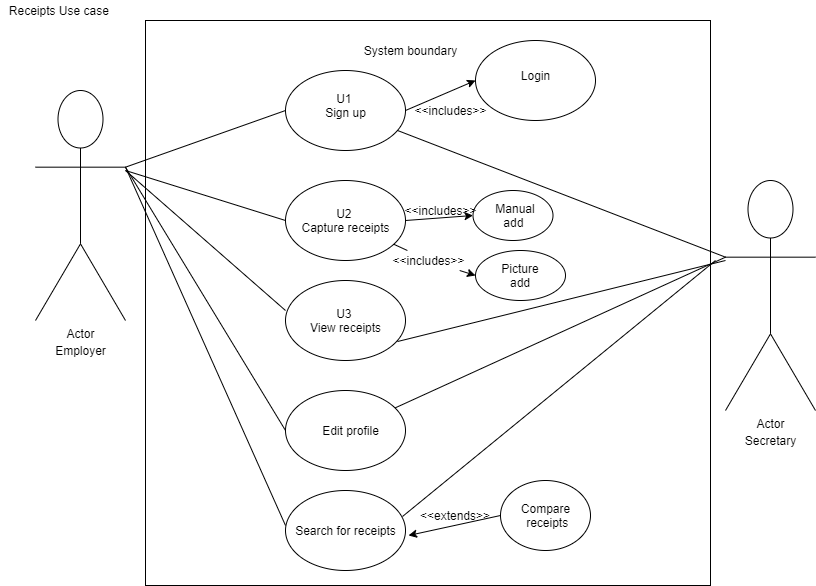 Receipts Use case
System boundary
U1
Sign up
Login
<<includes>>
U2
Capture receipts
<<includes>>
Manual
add
<<includes>>
Picture
add
U3
View receipts
Actor
Employer
Edit profile
Actor
Secretary
Search for receipts
<<extends>>
Compare
receipts